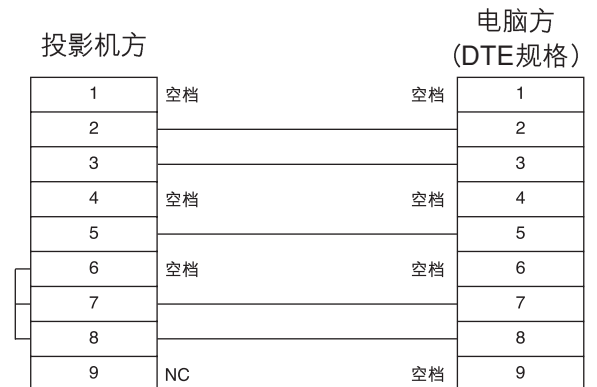 投影机方
电脑方
(DTE规格)
1 空档 空档 1
2 2
3 3
4 空档 空档 4
5 5
6 空档 空档 6
7 7
8 8
9 NC 空档 9